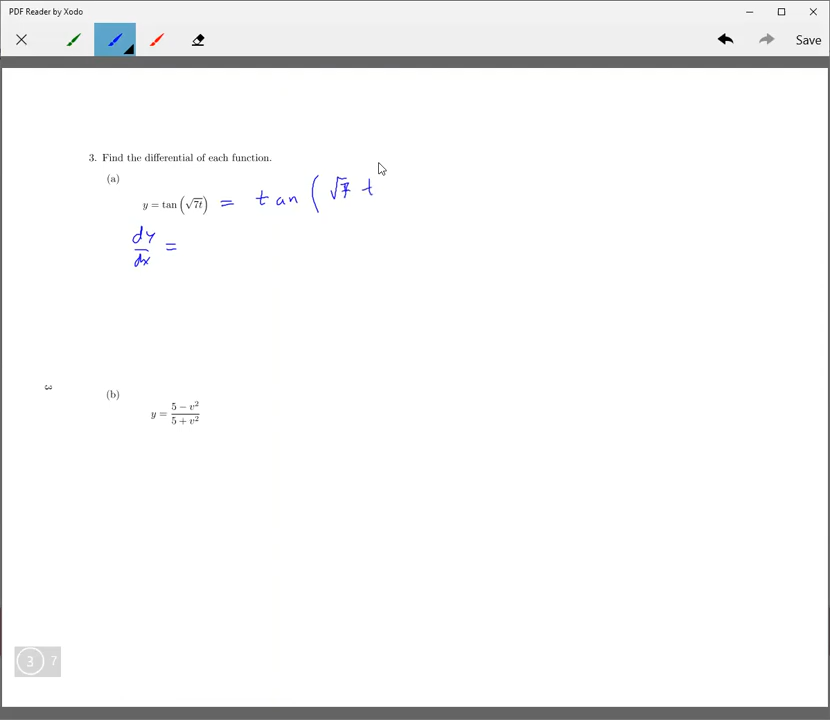 PDF Reader by Xodo
Save
3. Find the differential of each function.
(a)
y = tan (√7t) = tan (√7 t
dy/dx =
3
(b)
y = (5 − v²)/(5 + v²)
3 7